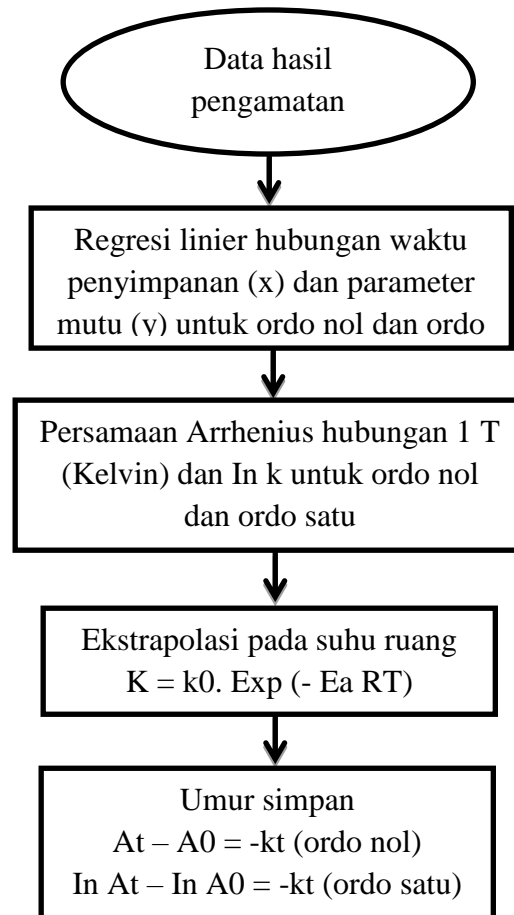 Data hasil
pengamatan
Regresi linier hubungan waktu
penyimpanan (x) dan parameter
mutu (y) untuk ordo nol dan ordo
Persamaan Arrhenius hubungan 1 T
(Kelvin) dan In k untuk ordo nol
dan ordo satu
Ekstrapolasi pada suhu ruang
K = k0. Exp (- Ea RT)
Umur simpan
At – A0 = -kt (ordo nol)
In At – In A0 = -kt (ordo satu)